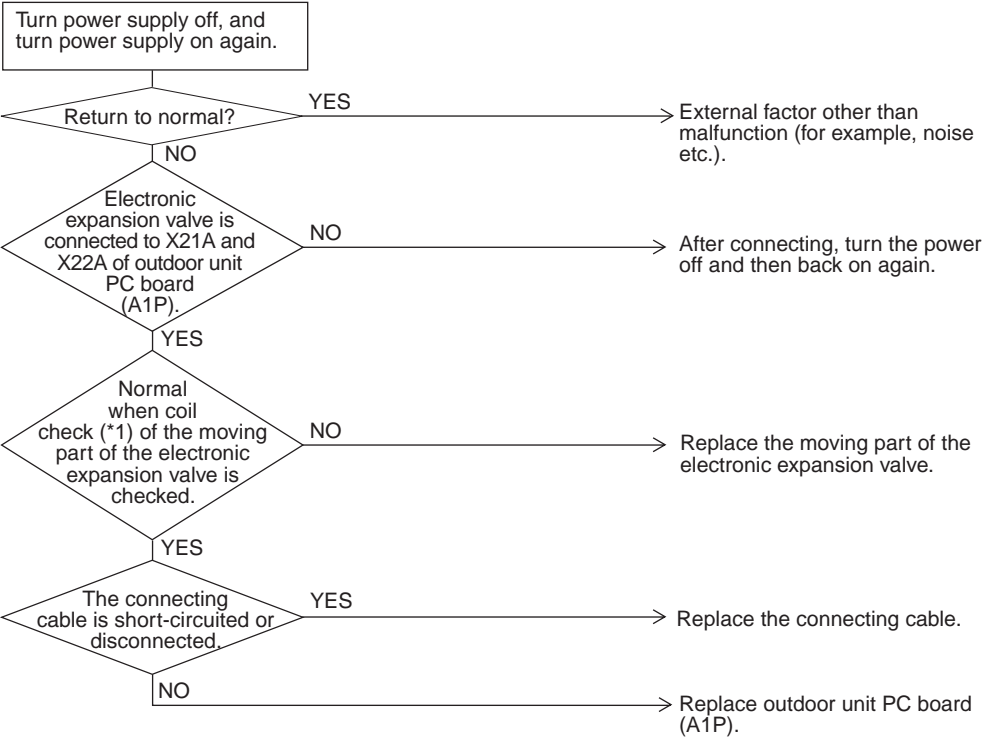 Turn power supply off, and
turn power supply on again.
Return to normal?
YES
External factor other than
malfunction (for example, noise
etc.).
NO
Electronic
expansion valve is
connected to X21A and
X22A of outdoor unit
PC board
(A1P).
NO
After connecting, turn the power
off and then back on again.
YES
Normal
when coil
check (*1) of the moving
part of the electronic
expansion valve is
checked.
NO
Replace the moving part of the
electronic expansion valve.
YES
The connecting
cable is short-circuited or
disconnected.
YES
Replace the connecting cable.
NO
Replace outdoor unit PC board
(A1P).